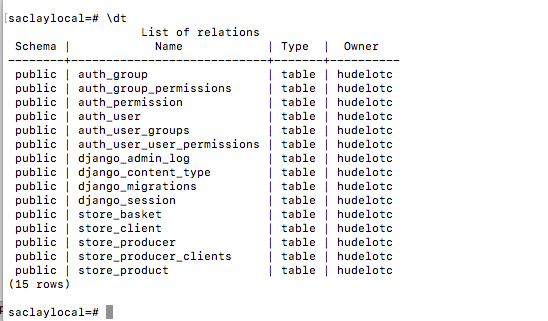 saclaylocal=# \dt
                   List of relations
 Schema |            Name            | Type  |  Owner
--------+----------------------------+-------+----------
 public | auth_group                 | table | hudelotc
 public | auth_group_permissions     | table | hudelotc
 public | auth_permission            | table | hudelotc
 public | auth_user                  | table | hudelotc
 public | auth_user_groups           | table | hudelotc
 public | auth_user_user_permissions | table | hudelotc
 public | django_admin_log           | table | hudelotc
 public | django_content_type        | table | hudelotc
 public | django_migrations          | table | hudelotc
 public | django_session             | table | hudelotc
 public | store_basket               | table | hudelotc
 public | store_client               | table | hudelotc
 public | store_producer             | table | hudelotc
 public | store_producer_clients     | table | hudelotc
 public | store_product              | table | hudelotc
(15 rows)
saclaylocal=#